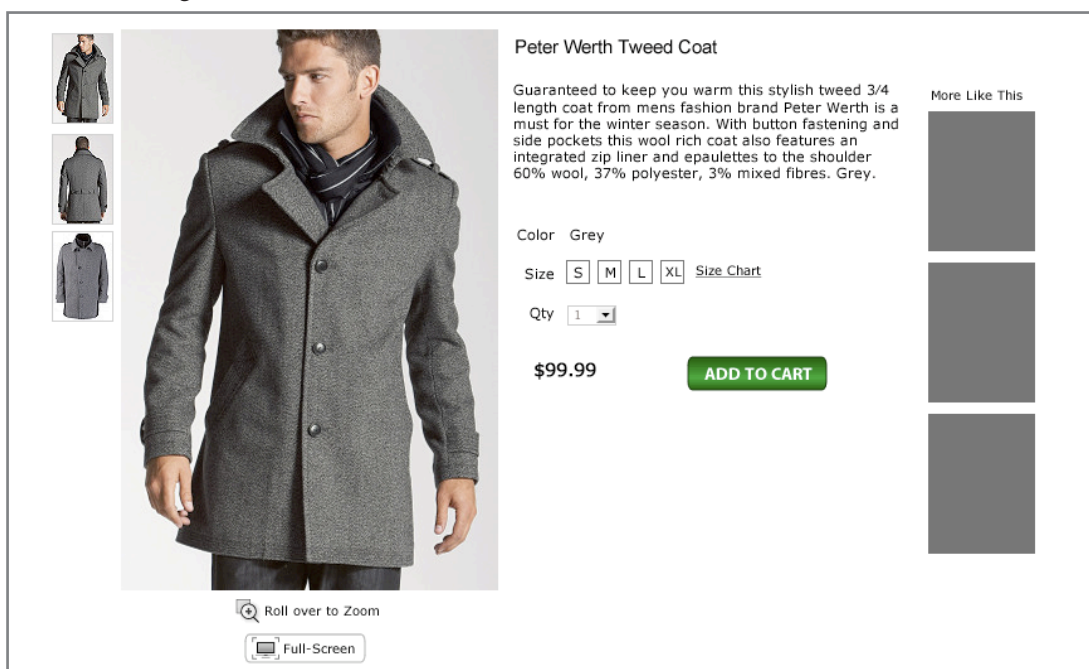 Peter Werth Tweed Coat
Guaranteed to keep you warm this stylish tweed 3/4
length coat from mens fashion brand Peter Werth is a
must for the winter season. With button fastening and
side pockets this wool rich coat also features an
integrated zip liner and epaulettes to the shoulder
60% wool, 37% polyester, 3% mixed fibres. Grey.
Color Grey
Size S M L XL Size Chart
Qty 1
$99.99 ADD TO CART
More Like This
Roll over to Zoom
Full-Screen